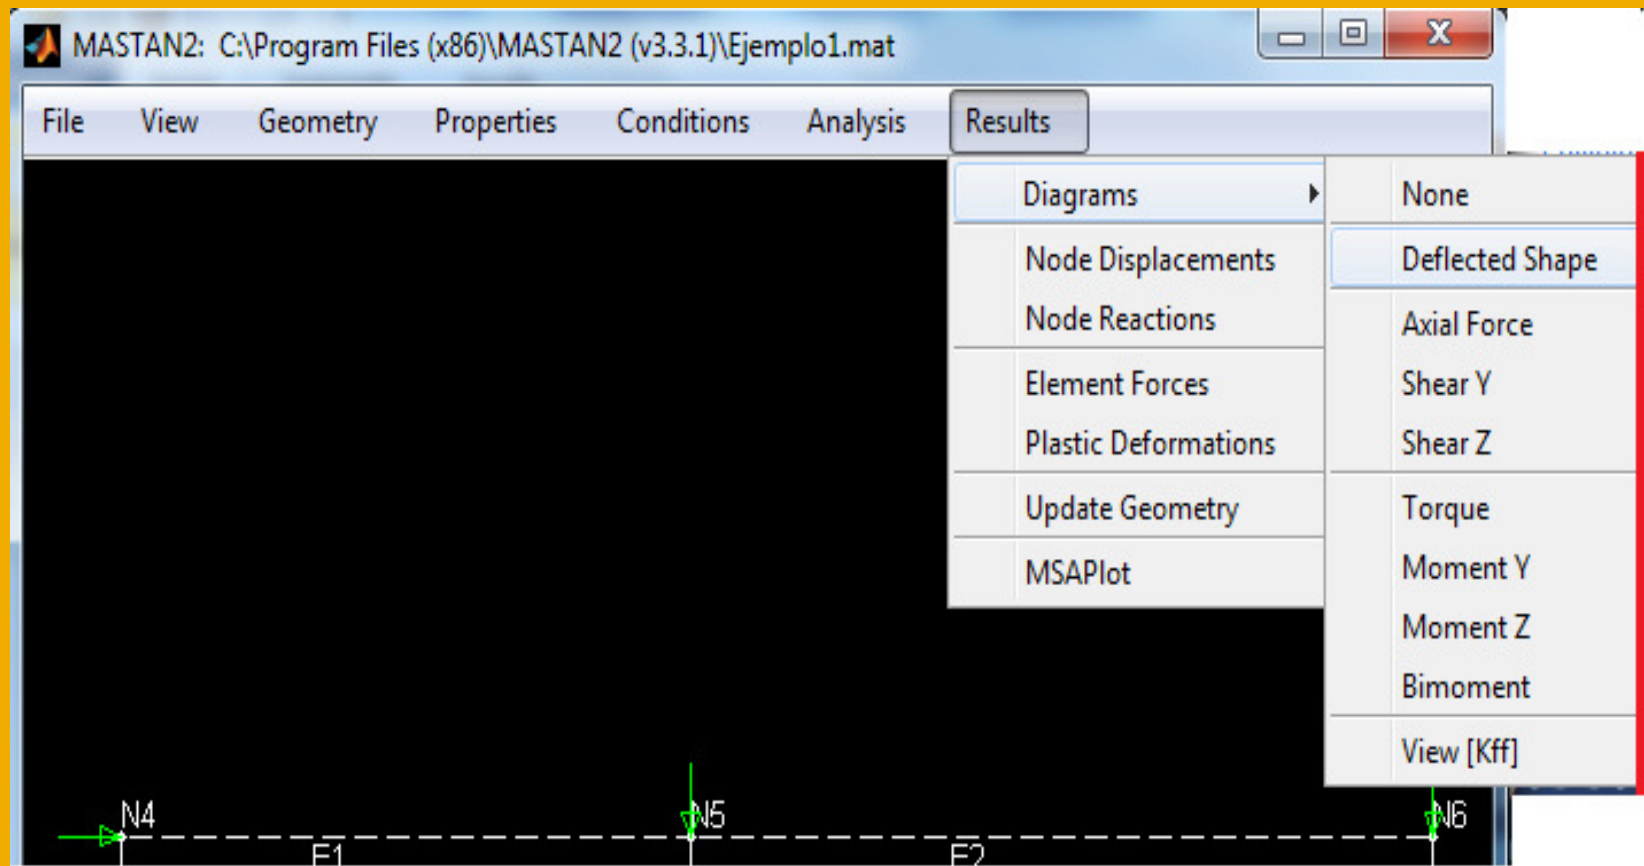 MASTAN2: C:\Program Files (x86)\MASTAN2 (v3.3.1)\Ejemplo1.mat
File View Geometry Properties Conditions Analysis Results
Diagrams
Node Displacements
Node Reactions
Element Forces
Plastic Deformations
Update Geometry
MSAPlot
None
Deflected Shape
Axial Force
Shear Y
Shear Z
Torque
Moment Y
Moment Z
Bimoment
View [Kff]
N4 N5 N6
E1 E2